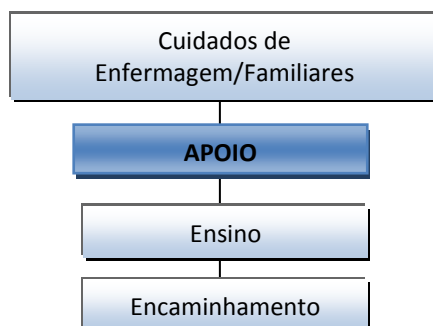 Cuidados de
Enfermagem/Familiares
APOIO
Ensino
Encaminhamento